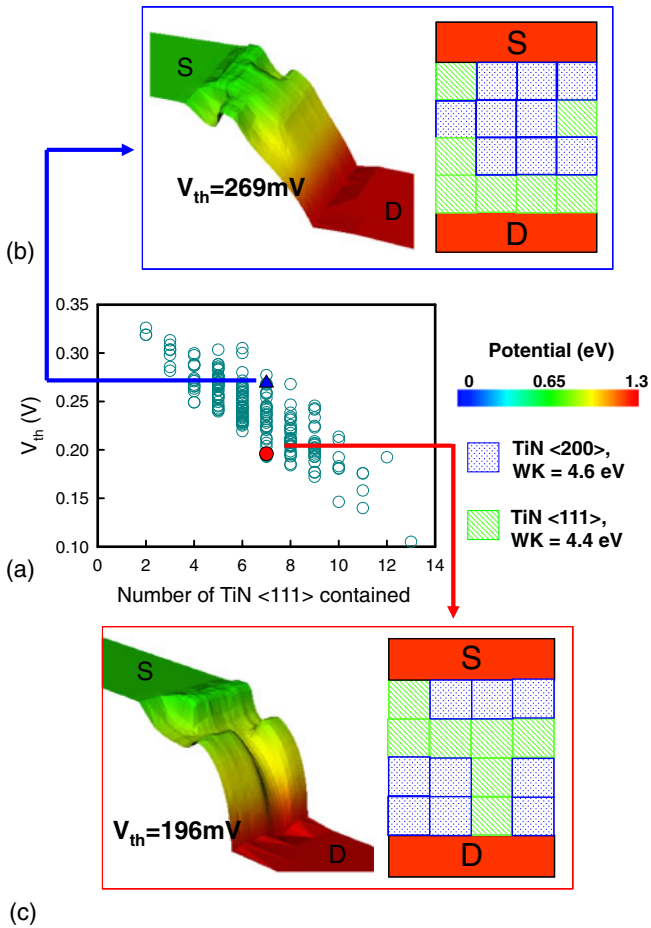 S
S
V_th=269mV
D
D
(b)
0.35
0.30
0.25
0.20
0.15
0.10
V_th (V)
0 2 4 6 8 10 12 14
Number of TiN <111> contained
(a)
Potential (eV)
0 0.65 1.3
TiN <200>,
WK = 4.6 eV
TiN <111>,
WK = 4.4 eV
S
S
V_th=196mV
D
D
(c)